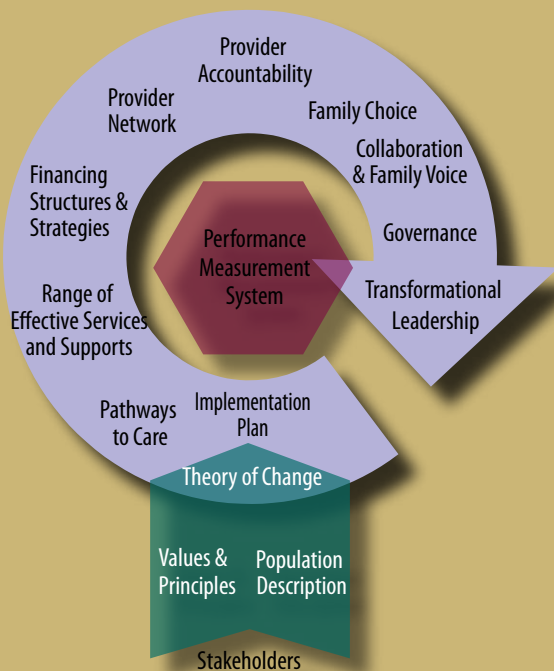 Provider
Accountability
Provider
Network
Family Choice
Collaboration
& Family Voice
Financing
Structures &
Strategies
Governance
Performance
Measurement
System
Transformational
Leadership
Range of
Effective Services
and Supports
Implementation
Plan
Pathways
to Care
Theory of Change
Values &
Principles
Population
Description
Stakeholders